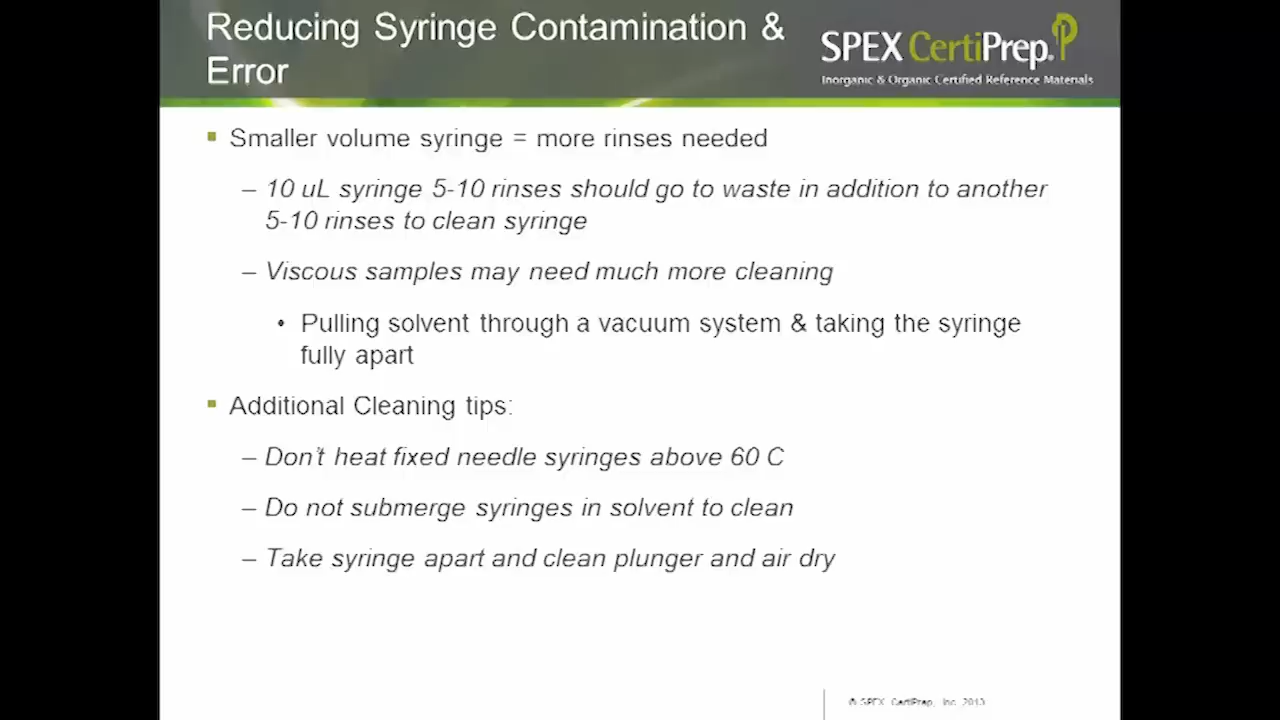 Reducing Syringe Contamination &
Error
SPEX CertiPrep.
Inorganic & Organic Certified Reference Materials
▪ Smaller volume syringe = more rinses needed
– 10 uL syringe 5-10 rinses should go to waste in addition to another
5-10 rinses to clean syringe
– Viscous samples may need much more cleaning
• Pulling solvent through a vacuum system & taking the syringe
fully apart
▪ Additional Cleaning tips:
– Don't heat fixed needle syringes above 60 C
– Do not submerge syringes in solvent to clean
– Take syringe apart and clean plunger and air dry
© SPEX CertiPrep, Inc.